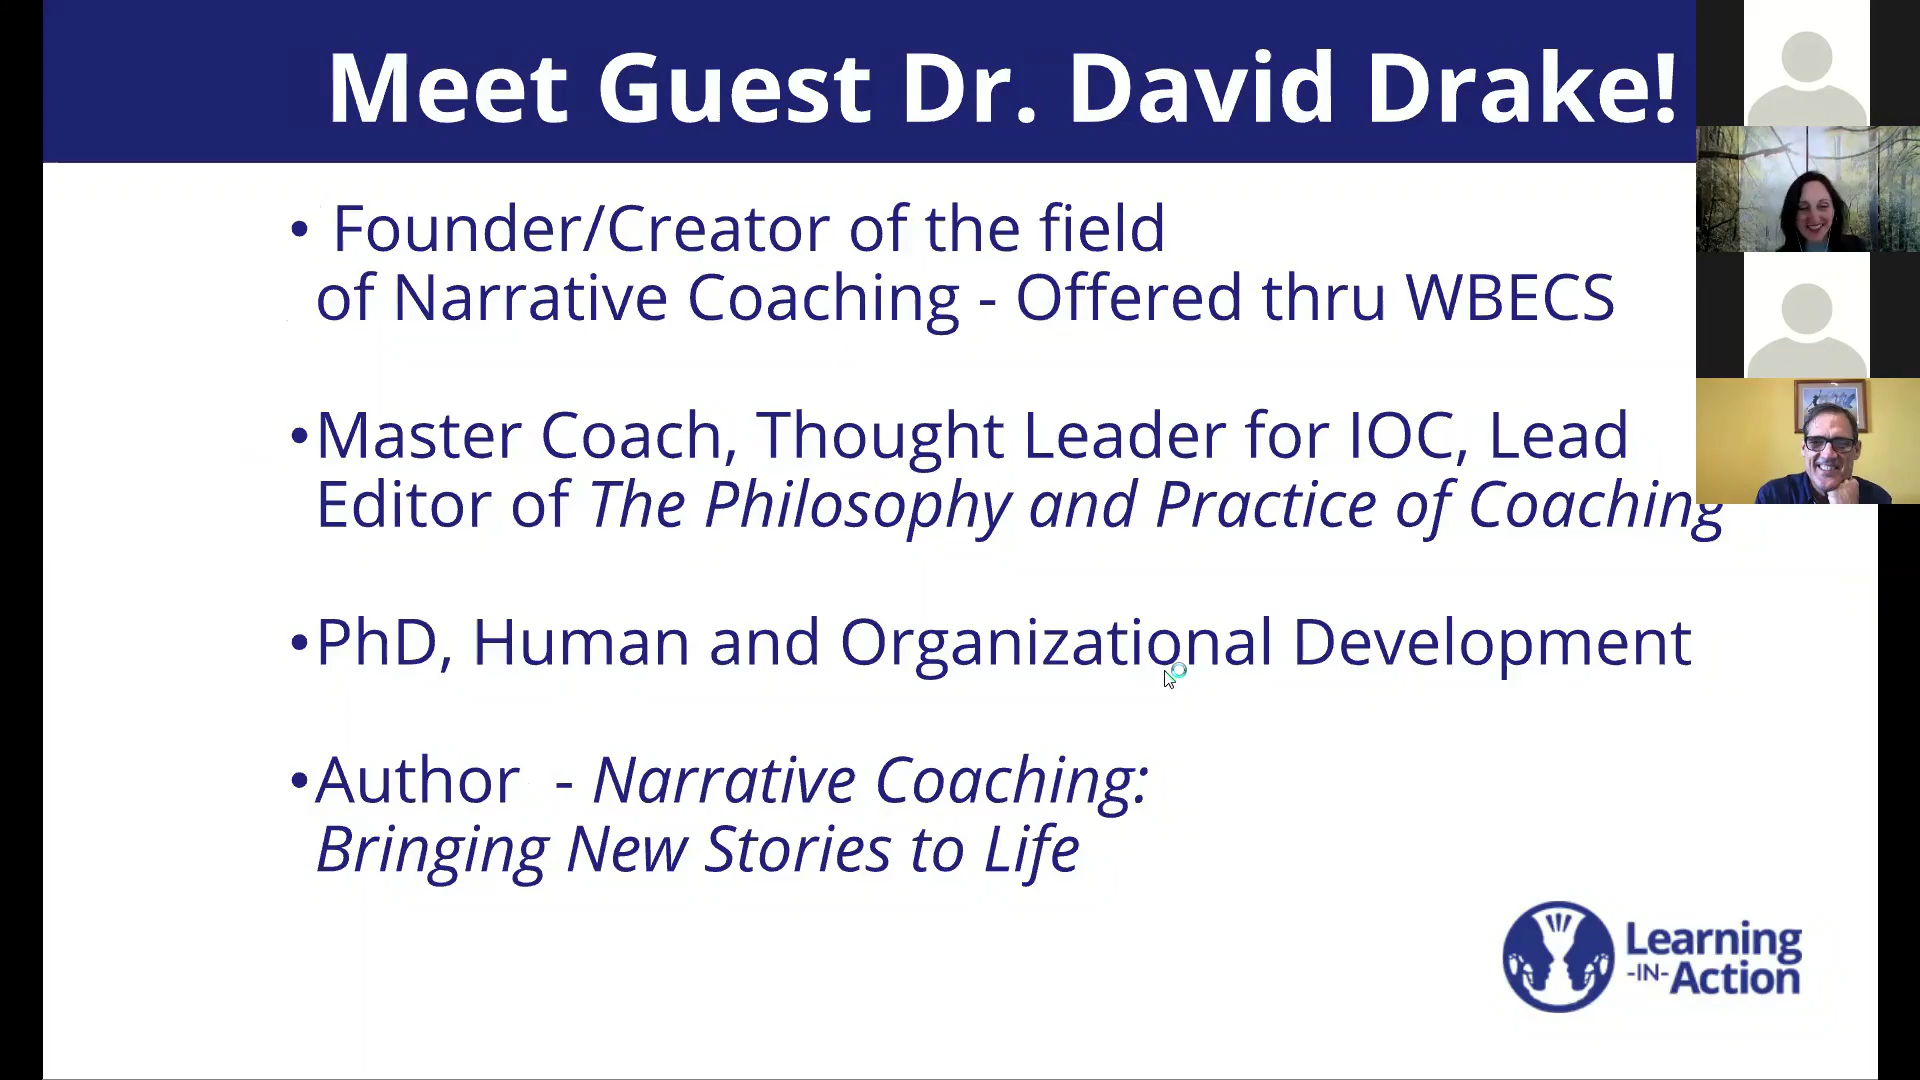 Meet Guest Dr. David Drake!
• Founder/Creator of the field
of Narrative Coaching - Offered thru WBECS
•Master Coach, Thought Leader for IOC, Lead
Editor of The Philosophy and Practice of Coaching
•PhD, Human and Organizational Development
•Author - Narrative Coaching:
Bringing New Stories to Life
Learning
-IN-Action